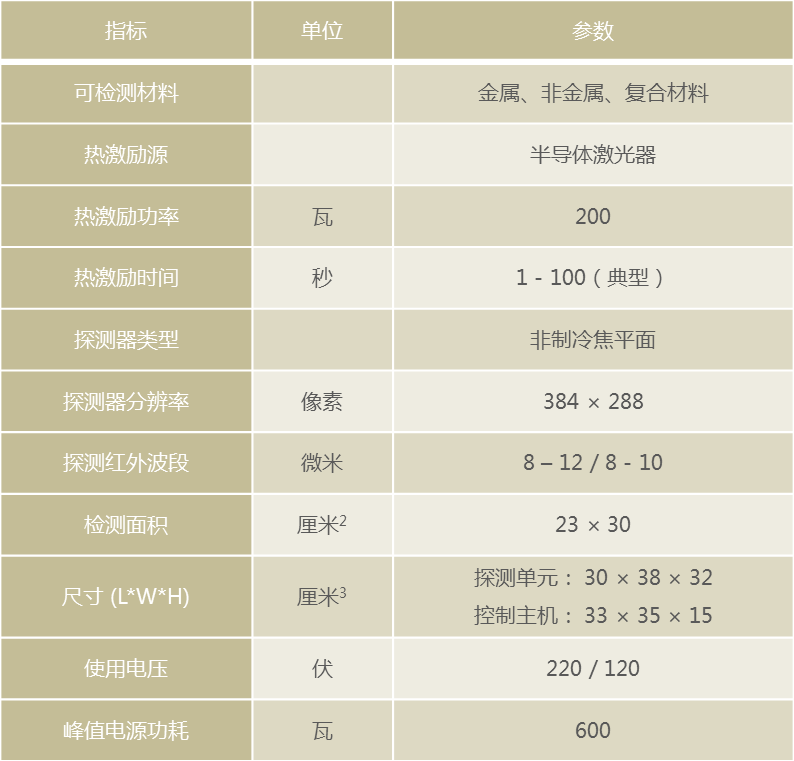 指标 单位 参数
可检测材料 金属、非金属、复合材料
热激励源 半导体激光器
热激励功率 瓦 200
热激励时间 秒 1 - 100（典型）
探测器类型 非制冷焦平面
探测器分辨率 像素 384 × 288
探测红外波段 微米 8 – 12 / 8 - 10
检测面积 厘米² 23 × 30
尺寸 (L*W*H) 厘米³ 探测单元： 30 × 38 × 32
控制主机： 33 × 35 × 15
使用电压 伏 220 / 120
峰值电源功耗 瓦 600